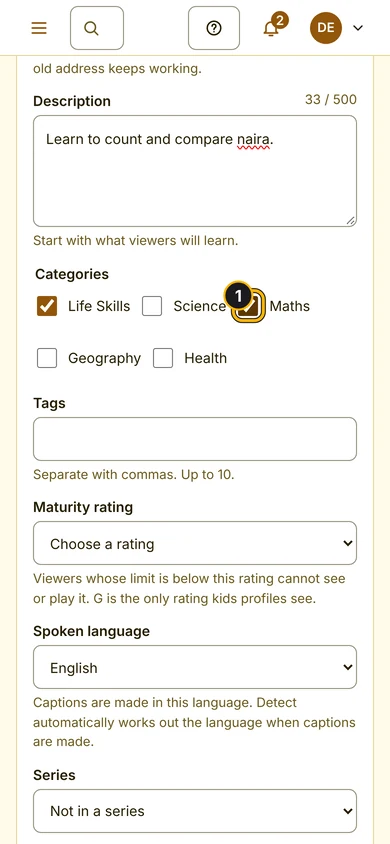 2
DE
old address keeps working.
Description 33 / 500
Learn to count and compare naira.
Start with what viewers will learn.
Categories
Life Skills Science 1 Maths
Geography Health
Tags
Separate with commas. Up to 10.
Maturity rating
Choose a rating
Viewers whose limit is below this rating cannot see
or play it. G is the only rating kids profiles see.
Spoken language
English
Captions are made in this language. Detect
automatically works out the language when captions
are made.
Series
Not in a series